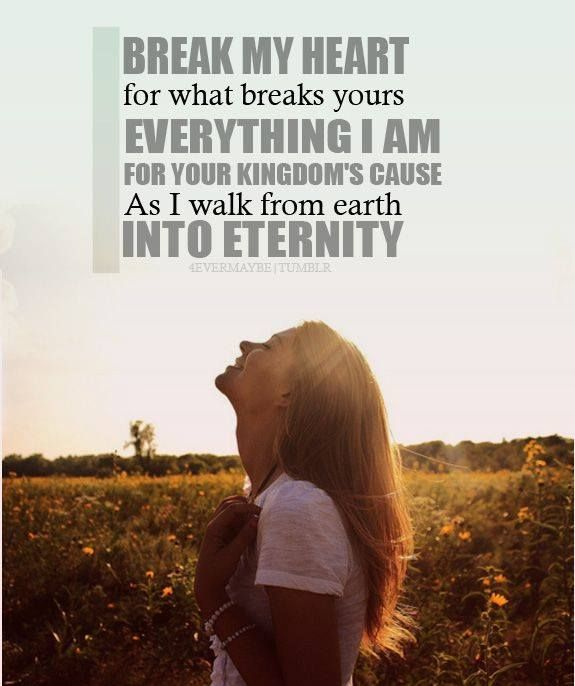 BREAK MY HEART
for what breaks yours
EVERYTHING I AM
FOR YOUR KINGDOM'S CAUSE
As I walk from earth
INTO ETERNITY
4EVERMAYBE|TUMBLR